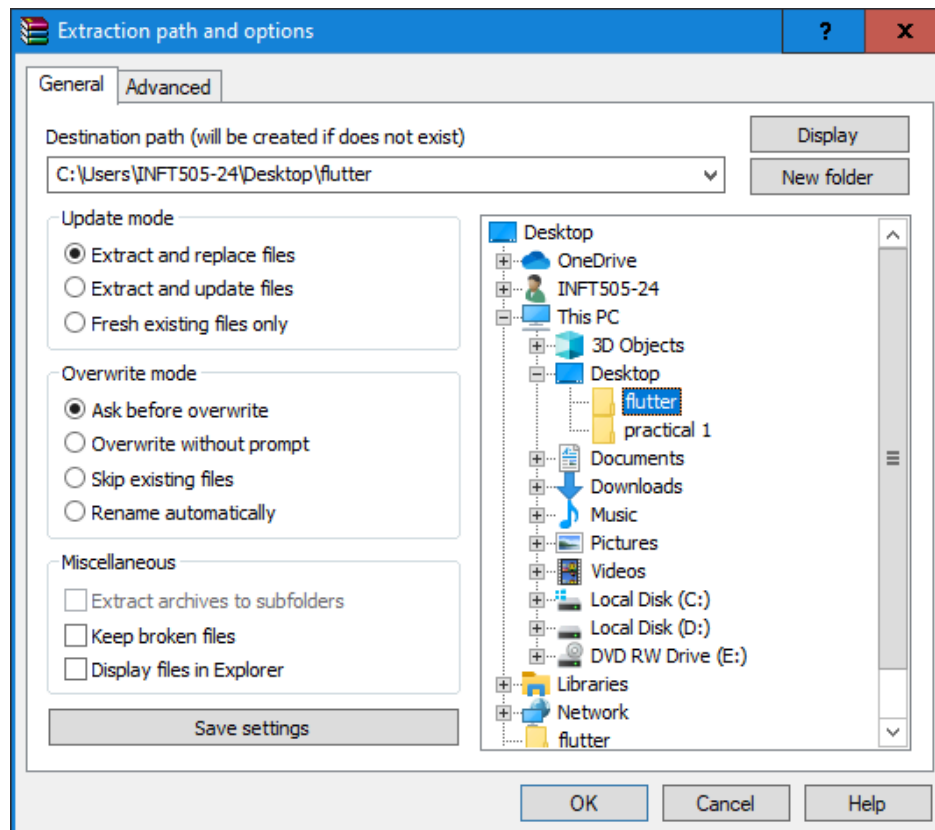 Extraction path and options
?
x
General
Advanced
Destination path (will be created if does not exist)
Display
C:\Users\INFT505-24\Desktop\flutter
New folder
Update mode
Extract and replace files
Extract and update files
Fresh existing files only
Overwrite mode
Ask before overwrite
Overwrite without prompt
Skip existing files
Rename automatically
Miscellaneous
Extract archives to subfolders
Keep broken files
Display files in Explorer
Save settings
Desktop
OneDrive
INFT505-24
This PC
3D Objects
Desktop
flutter
practical 1
Documents
Downloads
Music
Pictures
Videos
Local Disk (C:)
Local Disk (D:)
DVD RW Drive (E:)
Libraries
Network
flutter
OK
Cancel
Help